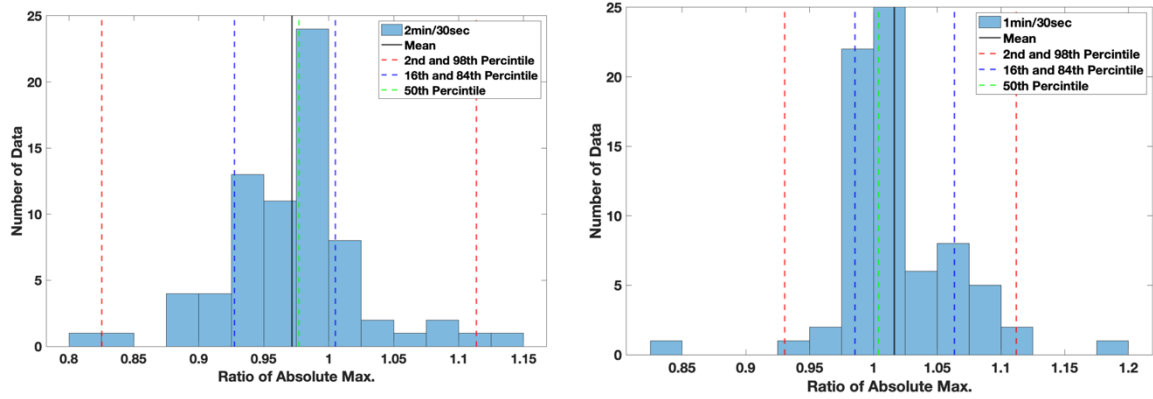 25
20
15
10
5
0
Number of Data
2min/30sec
Mean
2nd and 98th Percintile
16th and 84th Percintile
50th Percintile
0.8 0.85 0.9 0.95 1 1.05 1.1 1.15
Ratio of Absolute Max.
25
20
15
10
5
0
Number of Data
1min/30sec
Mean
2nd and 98th Percintile
16th and 84th Percintile
50th Percintile
0.85 0.9 0.95 1 1.05 1.1 1.15 1.2
Ratio of Absolute Max.